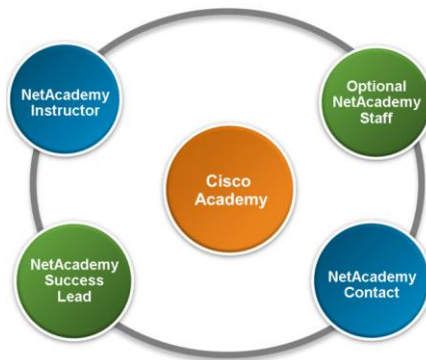 NetAcademy
Instructor
Optional
NetAcademy
Staff
Cisco
Academy
NetAcademy
Success
Lead
NetAcademy
Contact